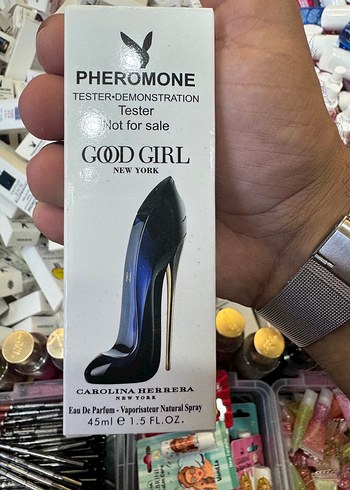 PHEROMONE
TESTER•DEMONSTRATION
Tester
Not for sale
GOOD GIRL
NEW YORK
CAROLINA HERRERA
NEW YORK
Eau De Parfum - Vaporisateur Natural Spray
45ml e 1.5 FL.OZ.